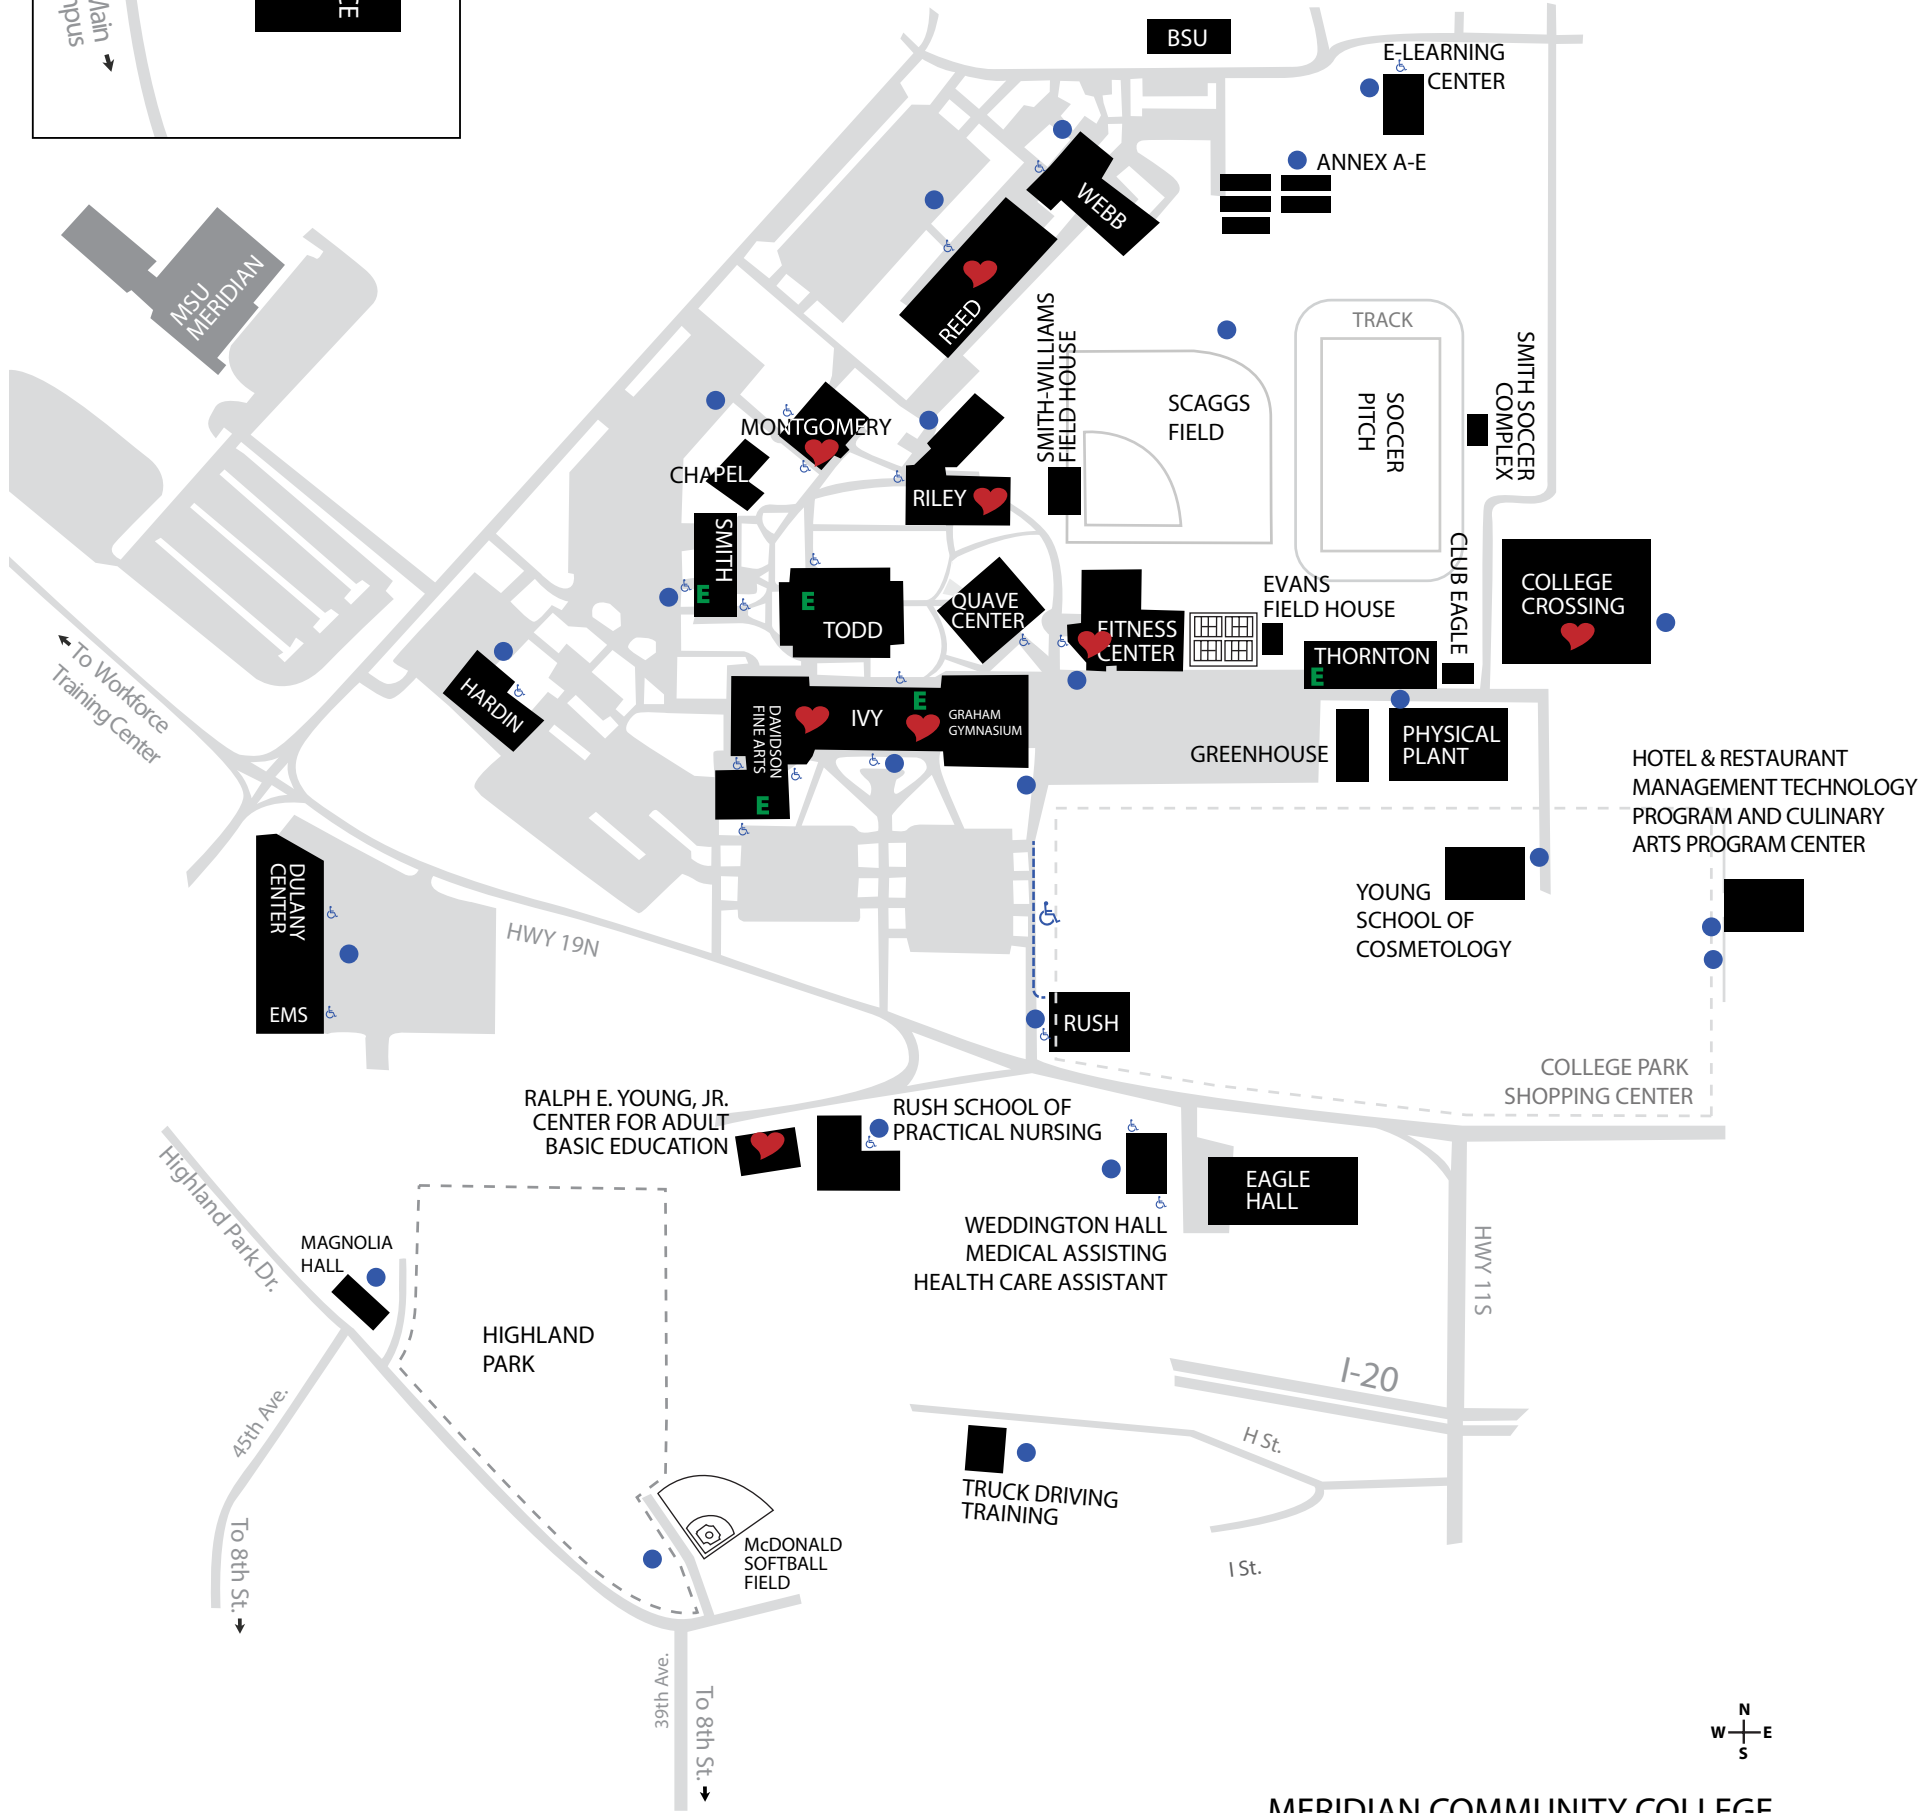 Main
CE
BSU
E-LEARNING
CENTER
ANNEX A-E
WEBB
MSU
MERIDIAN
REED
SMITH-WILLIAMS
FIELD HOUSE
TRACK
SCAGGS
FIELD
SOCCER
PITCH
SMITH SOCCER
COMPLEX
MONTGOMERY
CHAPEL
RILEY
SMITH
E
E
TODD
QUAVE
CENTER
FITNESS
CENTER
EVANS
FIELD HOUSE
CLUB EAGLE
COLLEGE
CROSSING
THORNTON
E
To Workforce
Training Center
HARDIN
DAVIDSON
FINE ARTS
E
IVY
E
GRAHAM
GYMNASIUM
GREENHOUSE
PHYSICAL
PLANT
HOTEL & RESTAURANT
MANAGEMENT TECHNOLOGY
PROGRAM AND CULINARY
ARTS PROGRAM CENTER
DULANY
CENTER
EMS
HWY 19N
YOUNG
SCHOOL OF
COSMETOLOGY
RUSH
COLLEGE PARK
SHOPPING CENTER
RALPH E. YOUNG, JR.
CENTER FOR ADULT
BASIC EDUCATION
RUSH SCHOOL OF
PRACTICAL NURSING
EAGLE
HALL
WEDDINGTON HALL
MEDICAL ASSISTING
HEALTH CARE ASSISTANT
Highland Park Dr.
MAGNOLIA
HALL
HWY 11S
HIGHLAND
PARK
I-20
45th Ave.
H St.
TRUCK DRIVING
TRAINING
To 8th St.
McDONALD
SOFTBALL
FIELD
I St.
39th Ave.
To 8th St.
N
W E
S
MERIDIAN COMMUNITY COLLEGE